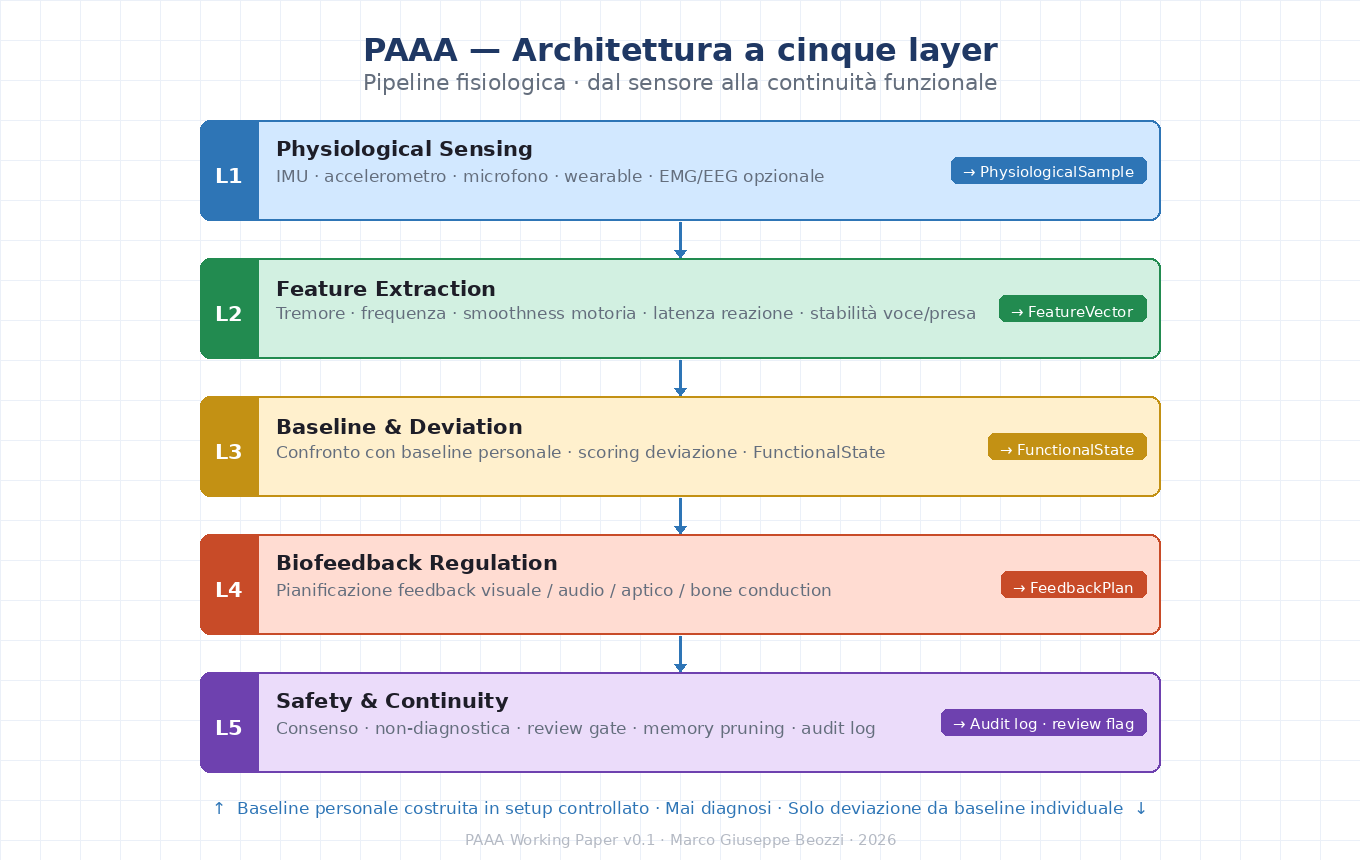 PAAA — Architettura a cinque layer
Pipeline fisiologica · dal sensore alla continuità funzionale
L1
Physiological Sensing
IMU · accelerometro · microfono · wearable · EMG/EEG opzionale
→ PhysiologicalSample
L2
Feature Extraction
Tremore · frequenza · smoothness motoria · latenza reazione · stabilità voce/presa
→ FeatureVector
L3
Baseline & Deviation
Confronto con baseline personale · scoring deviazione · FunctionalState
→ FunctionalState
L4
Biofeedback Regulation
Pianificazione feedback visuale / audio / aptico / bone conduction
→ FeedbackPlan
L5
Safety & Continuity
Consenso · non-diagnostica · review gate · memory pruning · audit log
→ Audit log · review flag
↑ Baseline personale costruita in setup controllato · Mai diagnosi · Solo deviazione da baseline individuale ↓
PAAA Working Paper v0.1 · Marco Giuseppe Beozzi · 2026